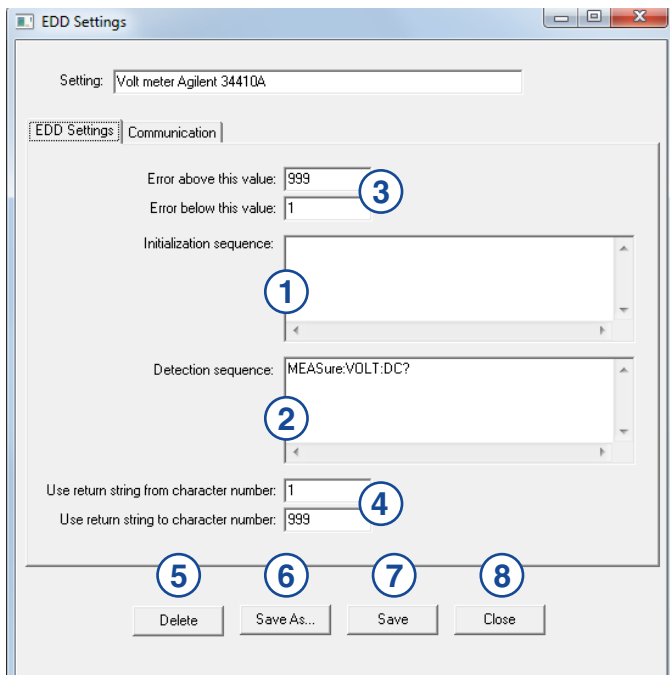 EDD Settings
Setting: Volt meter Agilent 34410A
EDD Settings Communication
Error above this value: 999
3
Error below this value: 1
Initialization sequence:
1
Detection sequence: MEASure:VOLT:DC?
2
Use return string from character number: 1
4
Use return string to character number: 999
5 6 7 8
Delete Save As... Save Close